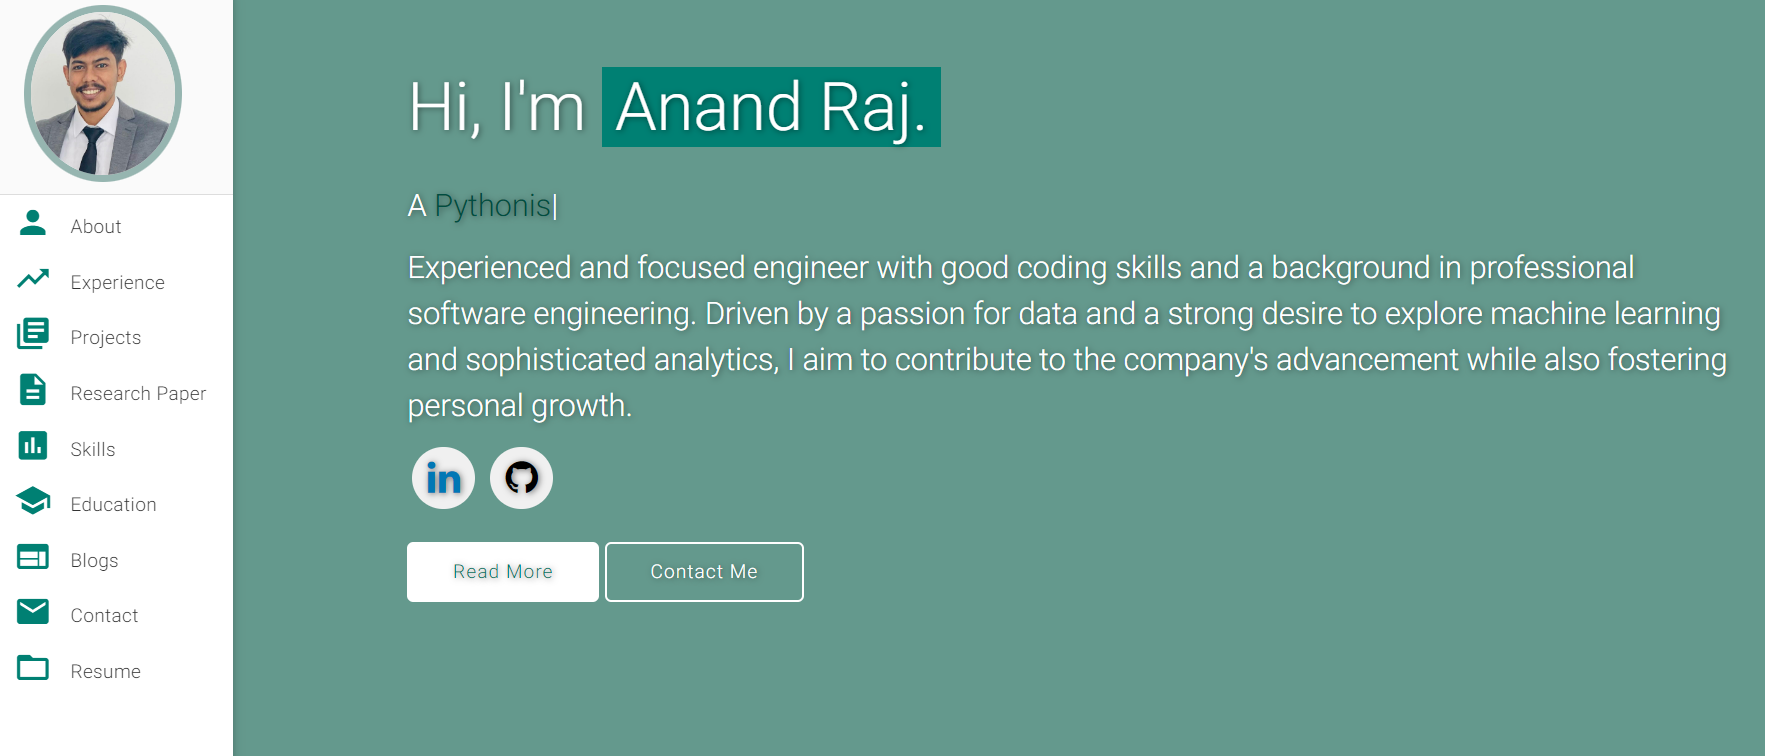 About
Experience
Projects
Research Paper
Skills
Education
Blogs
Contact
Resume
Hi, I'm Anand Raj.
A Pythonis|
Experienced and focused engineer with good coding skills and a background in professional
software engineering. Driven by a passion for data and a strong desire to explore machine learning
and sophisticated analytics, I aim to contribute to the company's advancement while also fostering
personal growth.
in
Read More
Contact Me